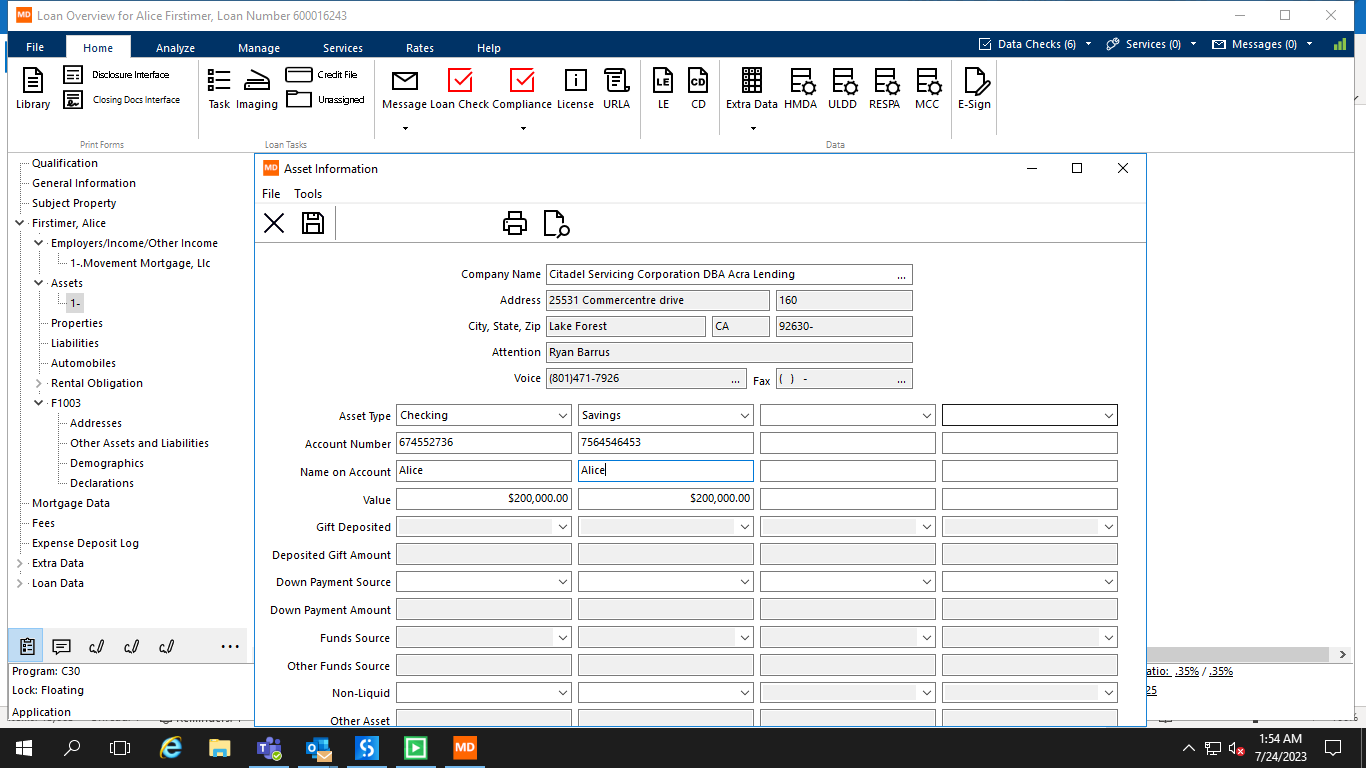 MD Loan Overview for Alice Firstimer, Loan Number 600016243
File Home Analyze Manage Services Rates Help Data Checks (6) Services (0) Messages (0)
Library Disclosure Interface Closing Docs Interface Task Imaging Credit File Unassigned Message Loan Check Compliance License URLA LE CD Extra Data HMDA ULDD RESPA MCC E-Sign
Print Forms Loan Tasks Data
Qualification
General Information
Subject Property
Firstimer, Alice
Employers/Income/Other Income
1-.Movement Mortgage, Llc
Assets
1-
Properties
Liabilities
Automobiles
Rental Obligation
F1003
Addresses
Other Assets and Liabilities
Demographics
Declarations
Mortgage Data
Fees
Expense Deposit Log
Extra Data
Loan Data
Program: C30
Lock: Floating
Application
MD Asset Information
File Tools
Company Name Citadel Servicing Corporation DBA Acra Lending ...
Address 25531 Commercentre drive 160
City, State, Zip Lake Forest CA 92630-
Attention Ryan Barrus
Voice (801)471-7926 ... Fax ( ) - ...
Asset Type Checking Savings
Account Number 674552736 7564546453
Name on Account Alice Alice
Value $200,000.00 $200,000.00
Gift Deposited
Deposited Gift Amount
Down Payment Source
Down Payment Amount
Funds Source
Other Funds Source
Non-Liquid
Other Asset
atio: .35% / .35%
25
MD
1:54 AM
7/24/2023